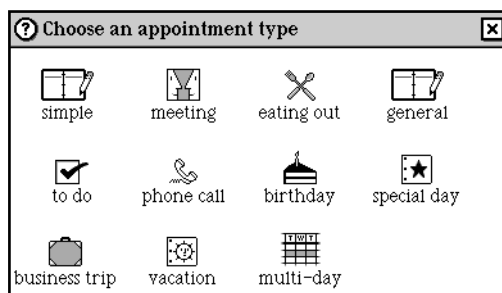 ? Choose an appointment type X
simple meeting eating out general
to do phone call birthday special day
business trip vacation multi-day
T W T